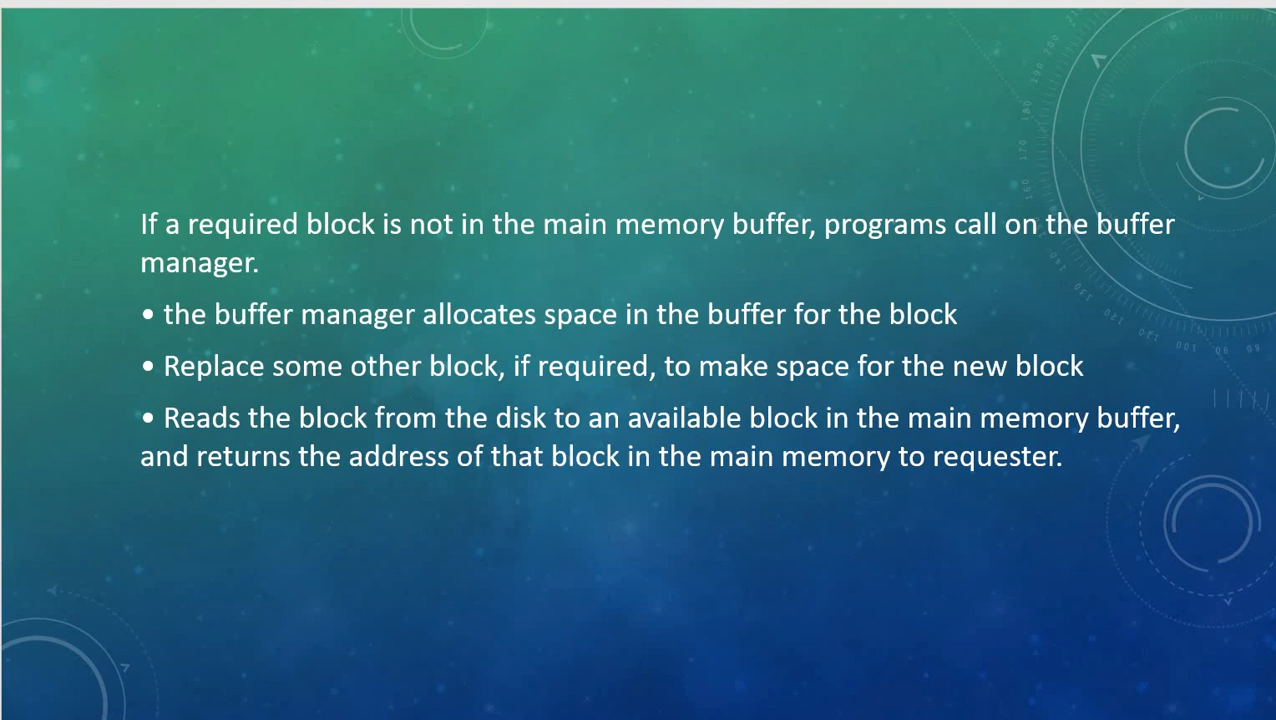 If a required block is not in the main memory buffer, programs call on the buffer
manager.
• the buffer manager allocates space in the buffer for the block
• Replace some other block, if required, to make space for the new block
• Reads the block from the disk to an available block in the main memory buffer,
and returns the address of that block in the main memory to requester.